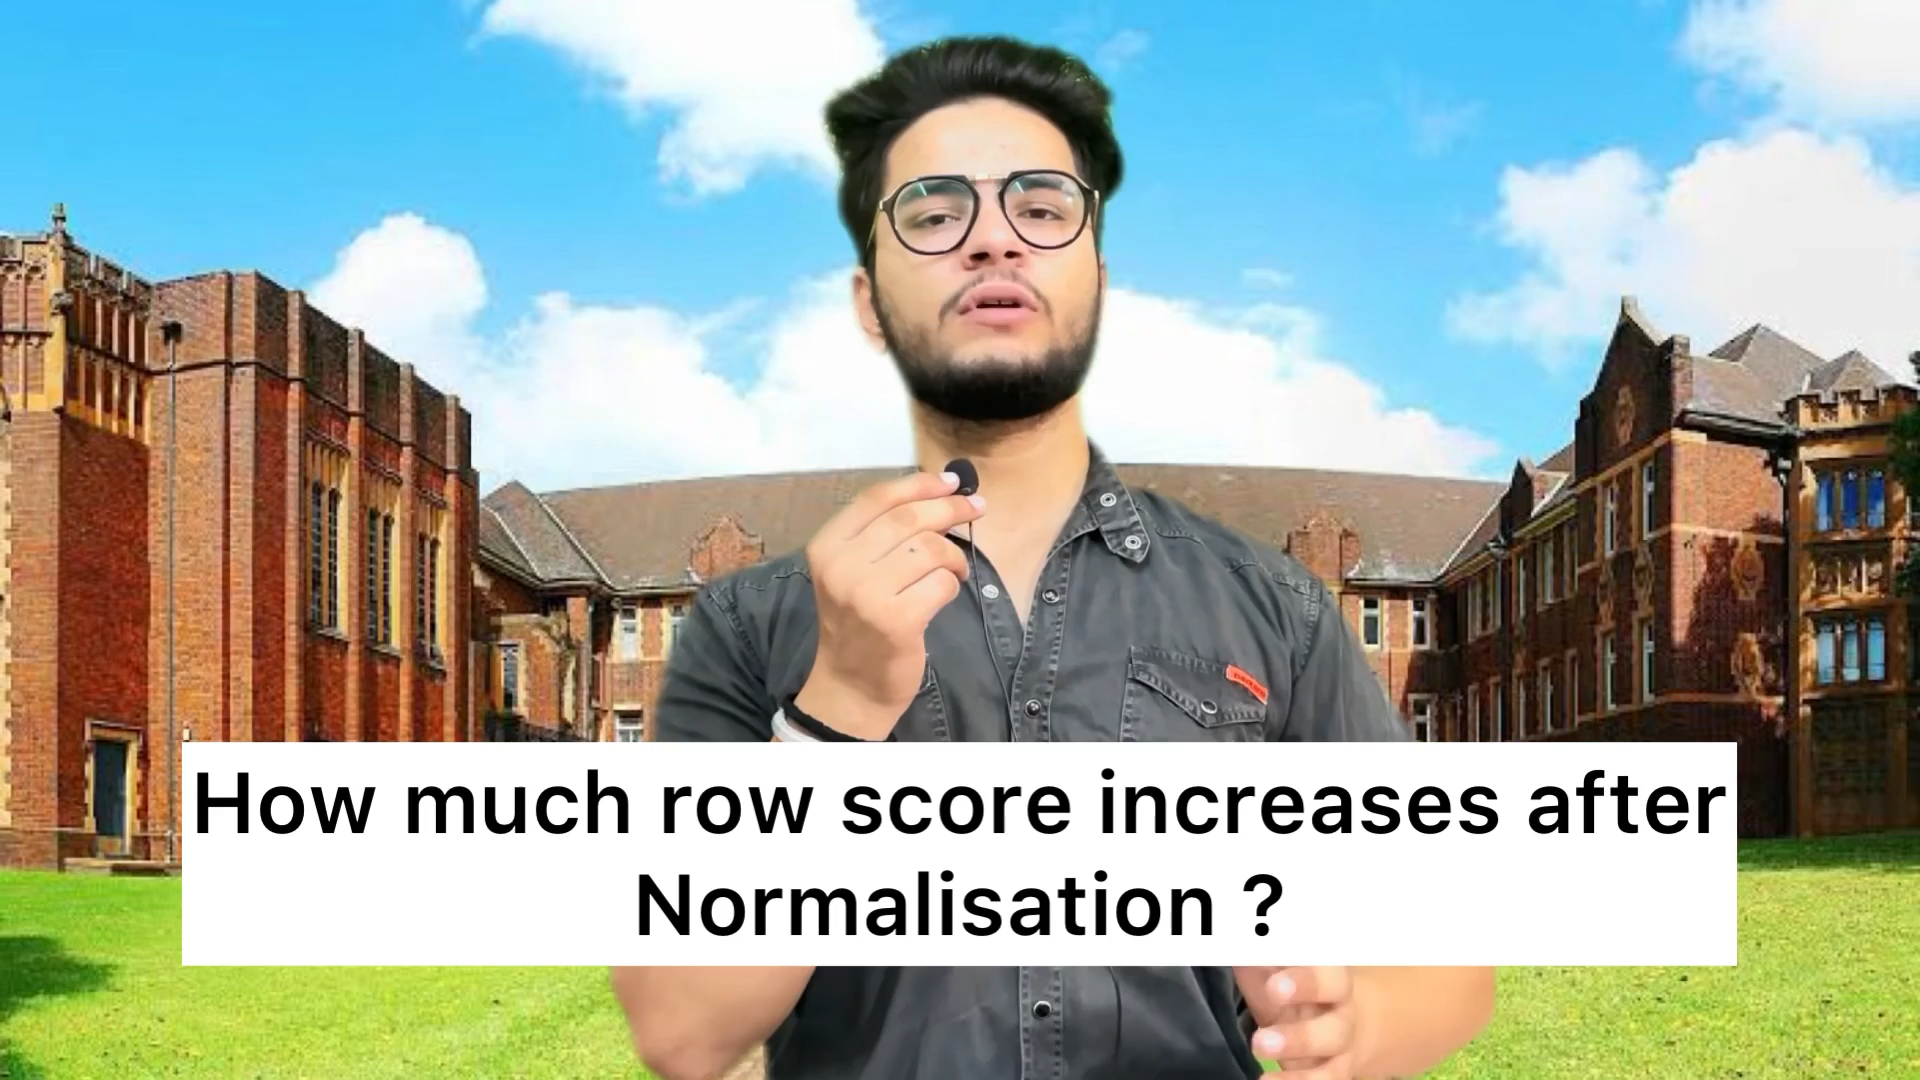 How much row score increases after
Normalisation ?